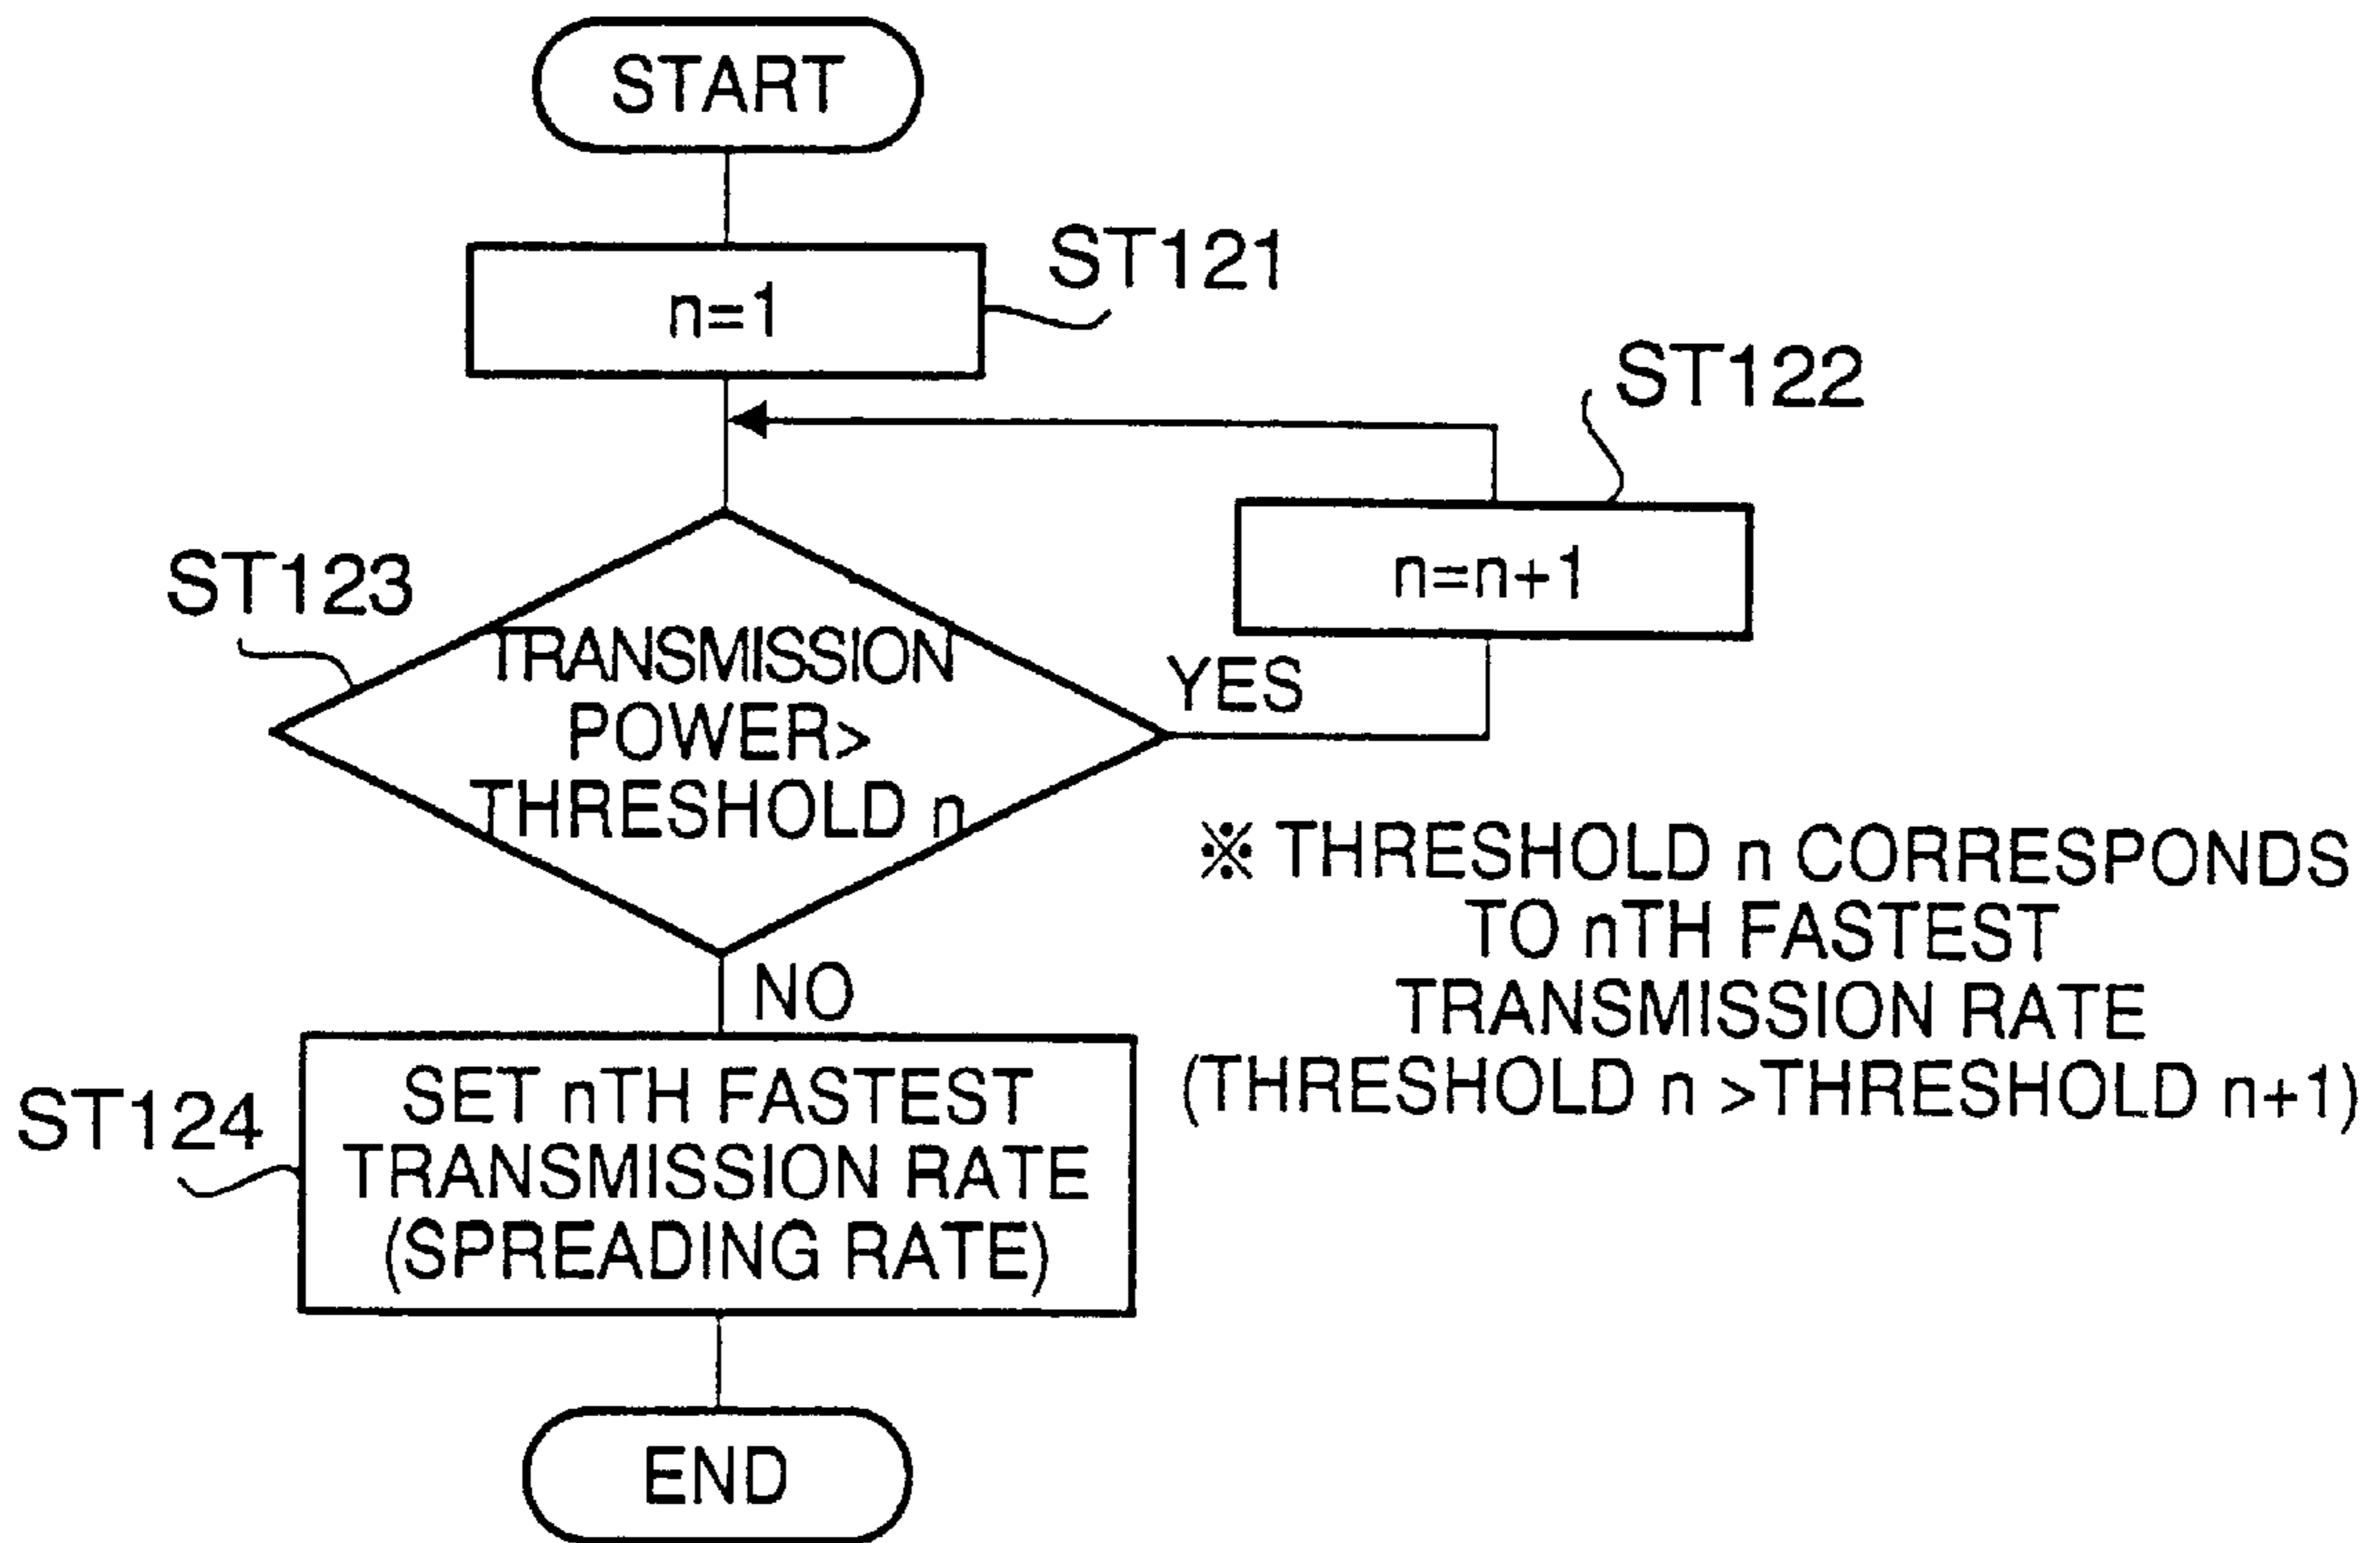 START
n=1
ST121
ST122
n=n+1
ST123
TRANSMISSION
POWER>
THRESHOLD n
YES
NO
※ THRESHOLD n CORRESPONDS
TO nTH FASTEST
TRANSMISSION RATE
(THRESHOLD n >THRESHOLD n+1)
ST124
SET nTH FASTEST
TRANSMISSION RATE
(SPREADING RATE)
END